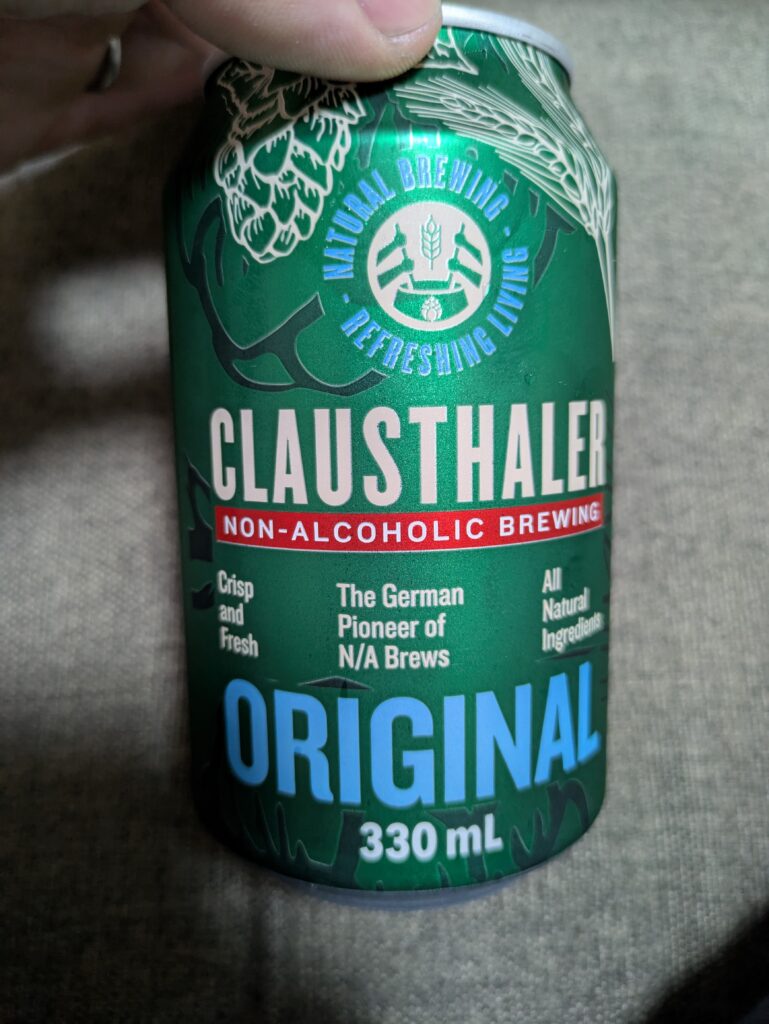 - NATURAL BREWING -
REFRESHING LIVING
CLAUSTHALER
NON-ALCOHOLIC BREWING
Crisp
and
Fresh
The German
Pioneer of
N/A Brews
All
Natural
Ingredients
ORIGINAL
330 mL